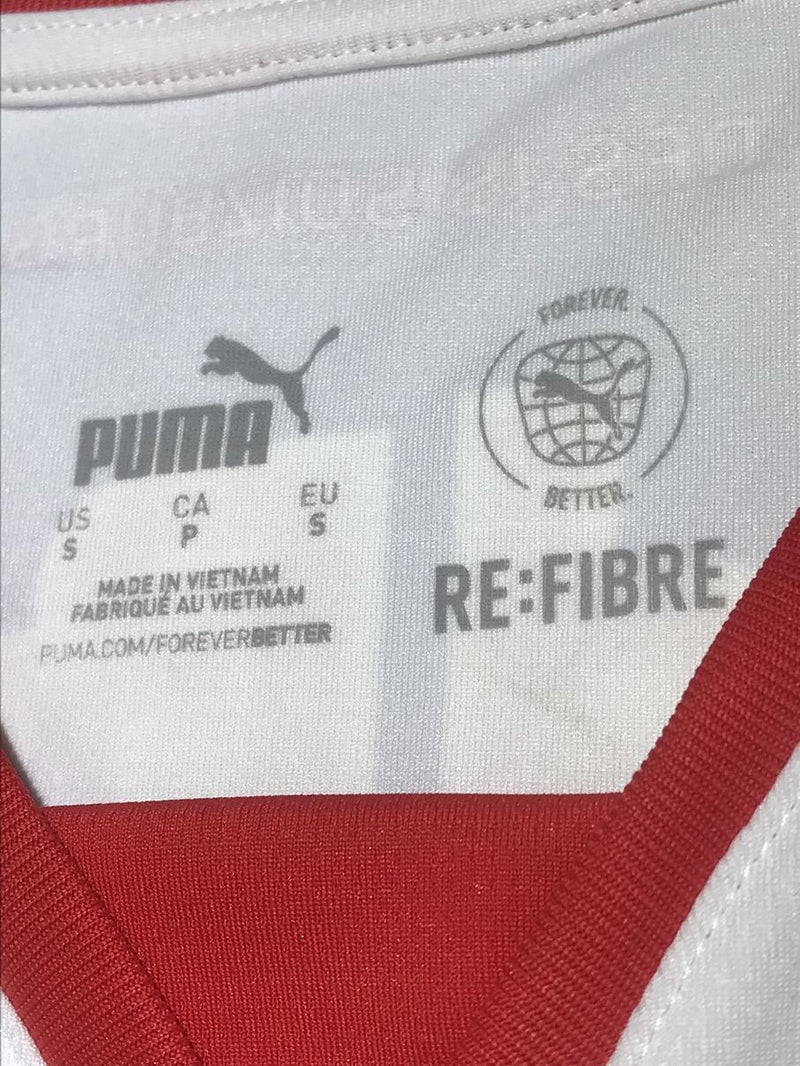 PUMA
US CA EU
S P S
MADE IN VIETNAM
FABRIQUÉ AU VIETNAM
PUMA.COM/FOREVERBETTER
FOREVER.
BETTER.
RE:FIBRE